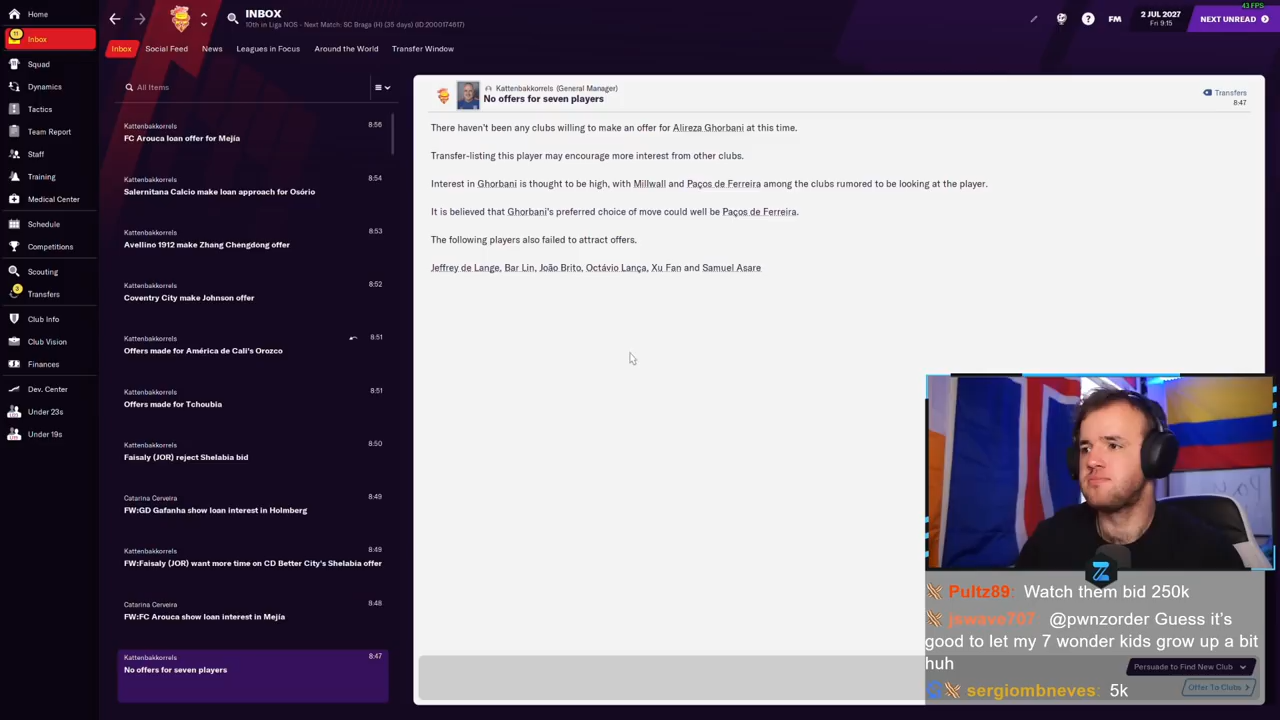 43 FPS
INBOX
10th in Liga NOS - Next Match: SC Braga (H) (35 days) (ID 2000174617)
FM
2 JUL 2027
Fri 9:15
NEXT UNREAD
Home
11
Inbox
Squad
Dynamics
Tactics
Team Report
Staff
Training
Medical Center
Schedule
Competitions
Scouting
3
Transfers
Club Info
Club Vision
Finances
Dev. Center
Under 23s
Under 19s
Inbox
Social Feed
News
Leagues in Focus
Around the World
Transfer Window
All Items
Kattenbakkorrels
8:56
FC Arouca loan offer for Mejía
Kattenbakkorrels
8:54
Salernitana Calcio make loan approach for Osório
Kattenbakkorrels
8:53
Avellino 1912 make Zhang Chengdong offer
Kattenbakkorrels
8:52
Coventry City make Johnson offer
Kattenbakkorrels
8:51
Offers made for América de Cali's Orozco
Kattenbakkorrels
8:51
Offers made for Tchoubia
Kattenbakkorrels
8:50
Faisaly (JOR) reject Shelabia bid
Catarina Cerveira
8:49
FW:GD Gafanha show loan interest in Holmberg
Kattenbakkorrels
8:49
FW:Faisaly (JOR) want more time on CD Better City's Shelabia offer
Catarina Cerveira
8:48
FW:FC Arouca show loan interest in Mejía
Kattenbakkorrels
8:47
No offers for seven players
Kattenbakkorrels (General Manager)
No offers for seven players
Transfers
8:47
There haven't been any clubs willing to make an offer for Alireza Ghorbani at this time.
Transfer-listing this player may encourage more interest from other clubs.
Interest in Ghorbani is thought to be high, with Millwall and Paços de Ferreira among the clubs rumored to be looking at the player.
It is believed that Ghorbani's preferred choice of move could well be Paços de Ferreira.
The following players also failed to attract offers.
Jeffrey de Lange, Bar Lin, João Brito, Octávio Lança, Xu Fan and Samuel Asare
Persuade to Find New Club
Offer To Clubs
Pultz89: Watch them bid 250k
jswave707: @pwnzorder Guess it's
good to let my 7 wonder kids grow up a bit
huh
sergiombneves: 5k